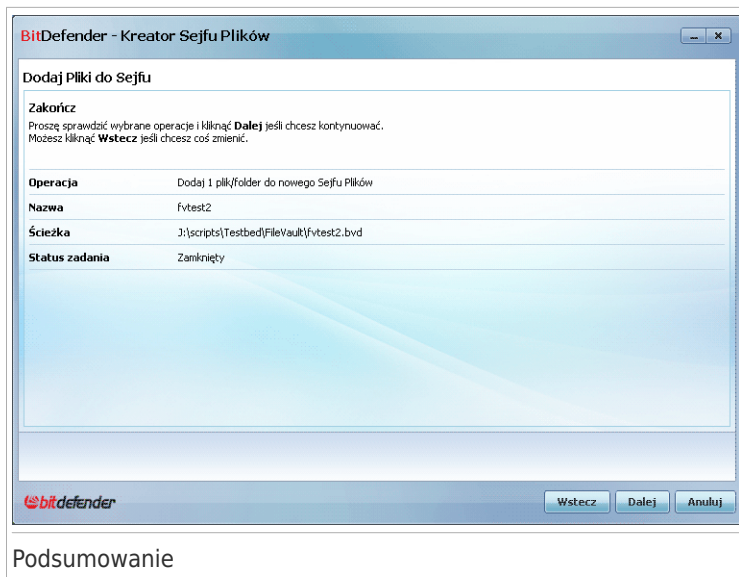 BitDefender - Kreator Sejfu Plików
Dodaj Pliki do Sejfu
Zakończ
Proszę sprawdzić wybrane operacje i kliknąć Dalej jeśli chcesz kontynuować.
Możesz kliknąć Wstecz jeśli chcesz coś zmienić.
Operacja Dodaj 1 plik/folder do nowego Sejfu Plików
Nazwa fvtest2
Ścieżka J:\scripts\Testbed\FileVault\fvtest2.bvd
Status zadania Zamknięty
bitdefender
Wstecz Dalej Anuluj
Podsumowanie